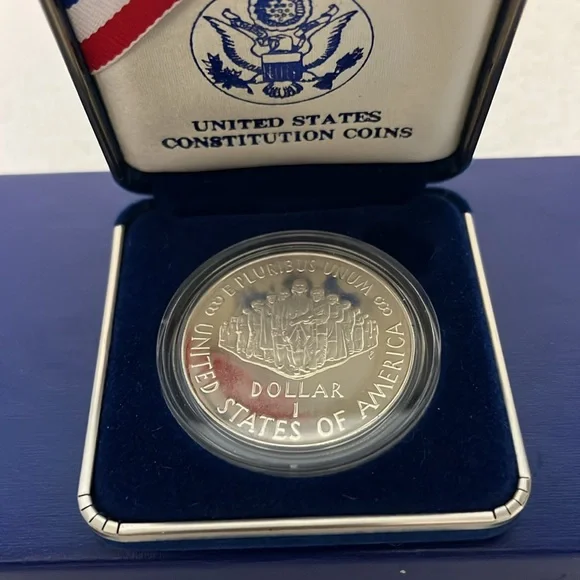 UNITED STATES
CONSTITUTION COINS
E PLURIBUS UNUM
DOLLAR
1
UNITED STATES OF AMERICA